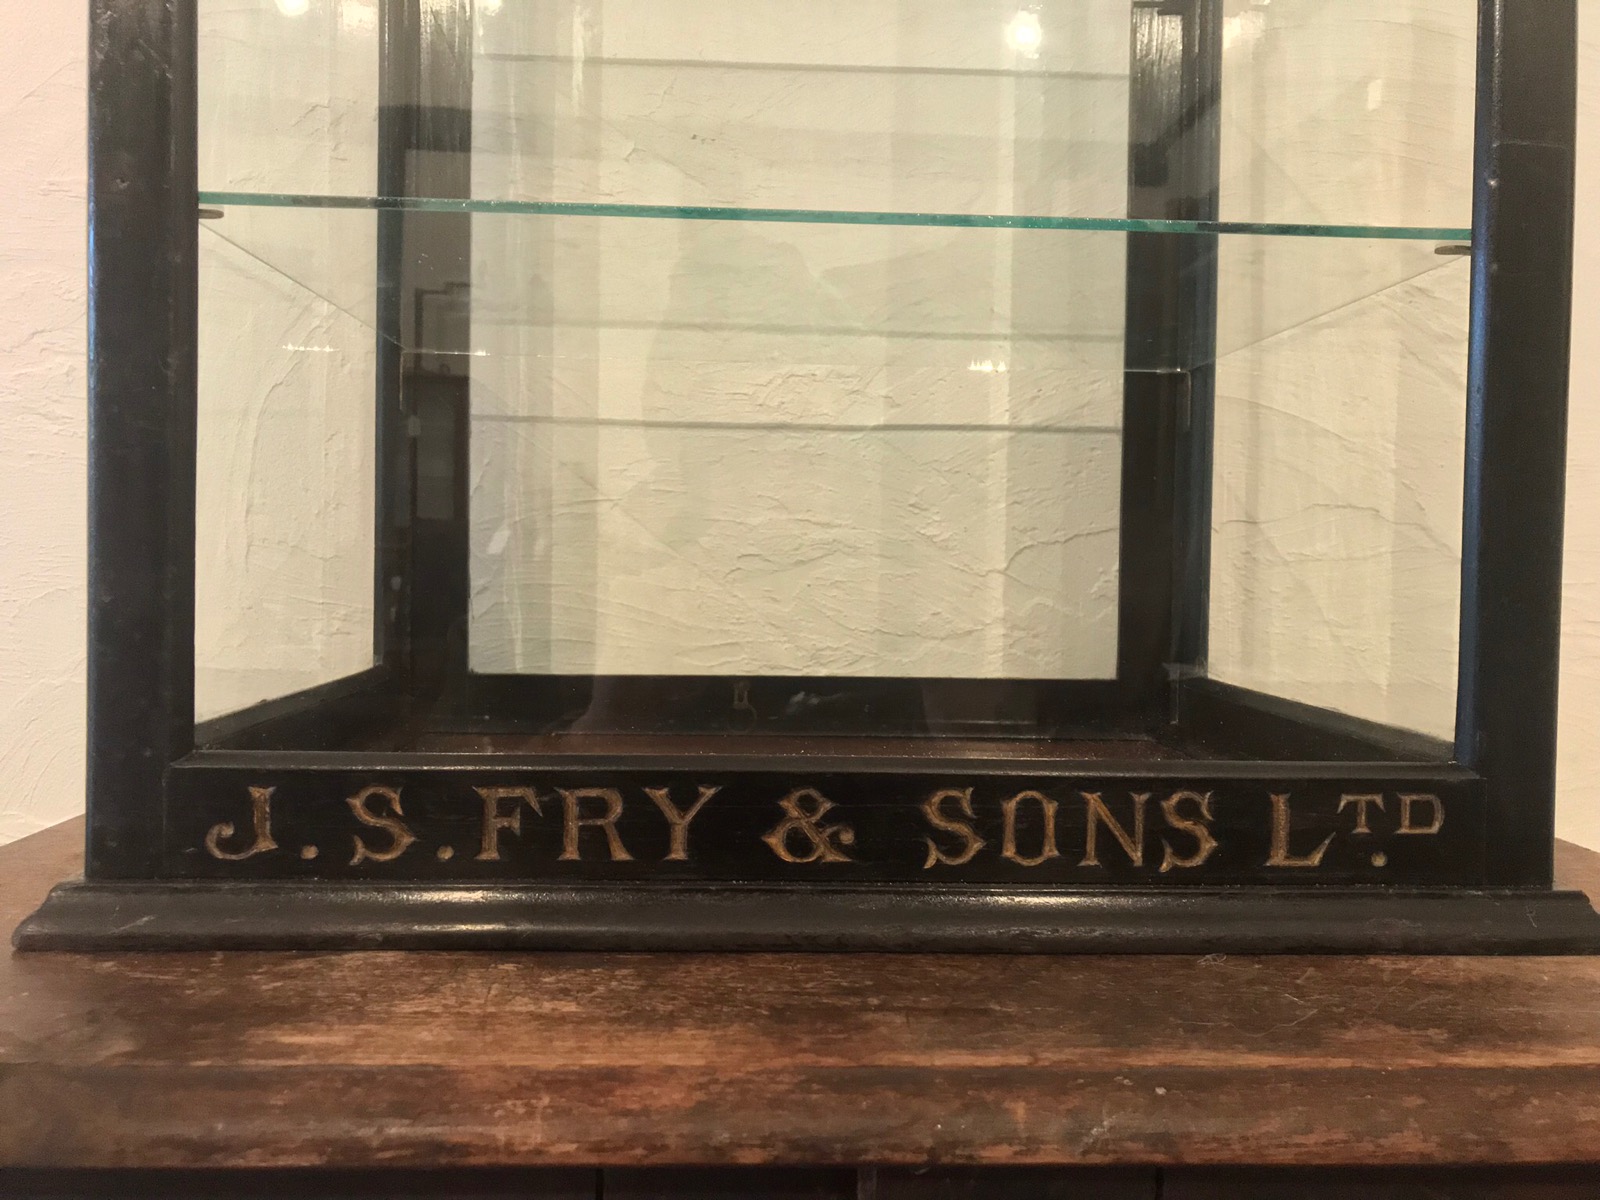 J. S. FRY & SONS LTD.